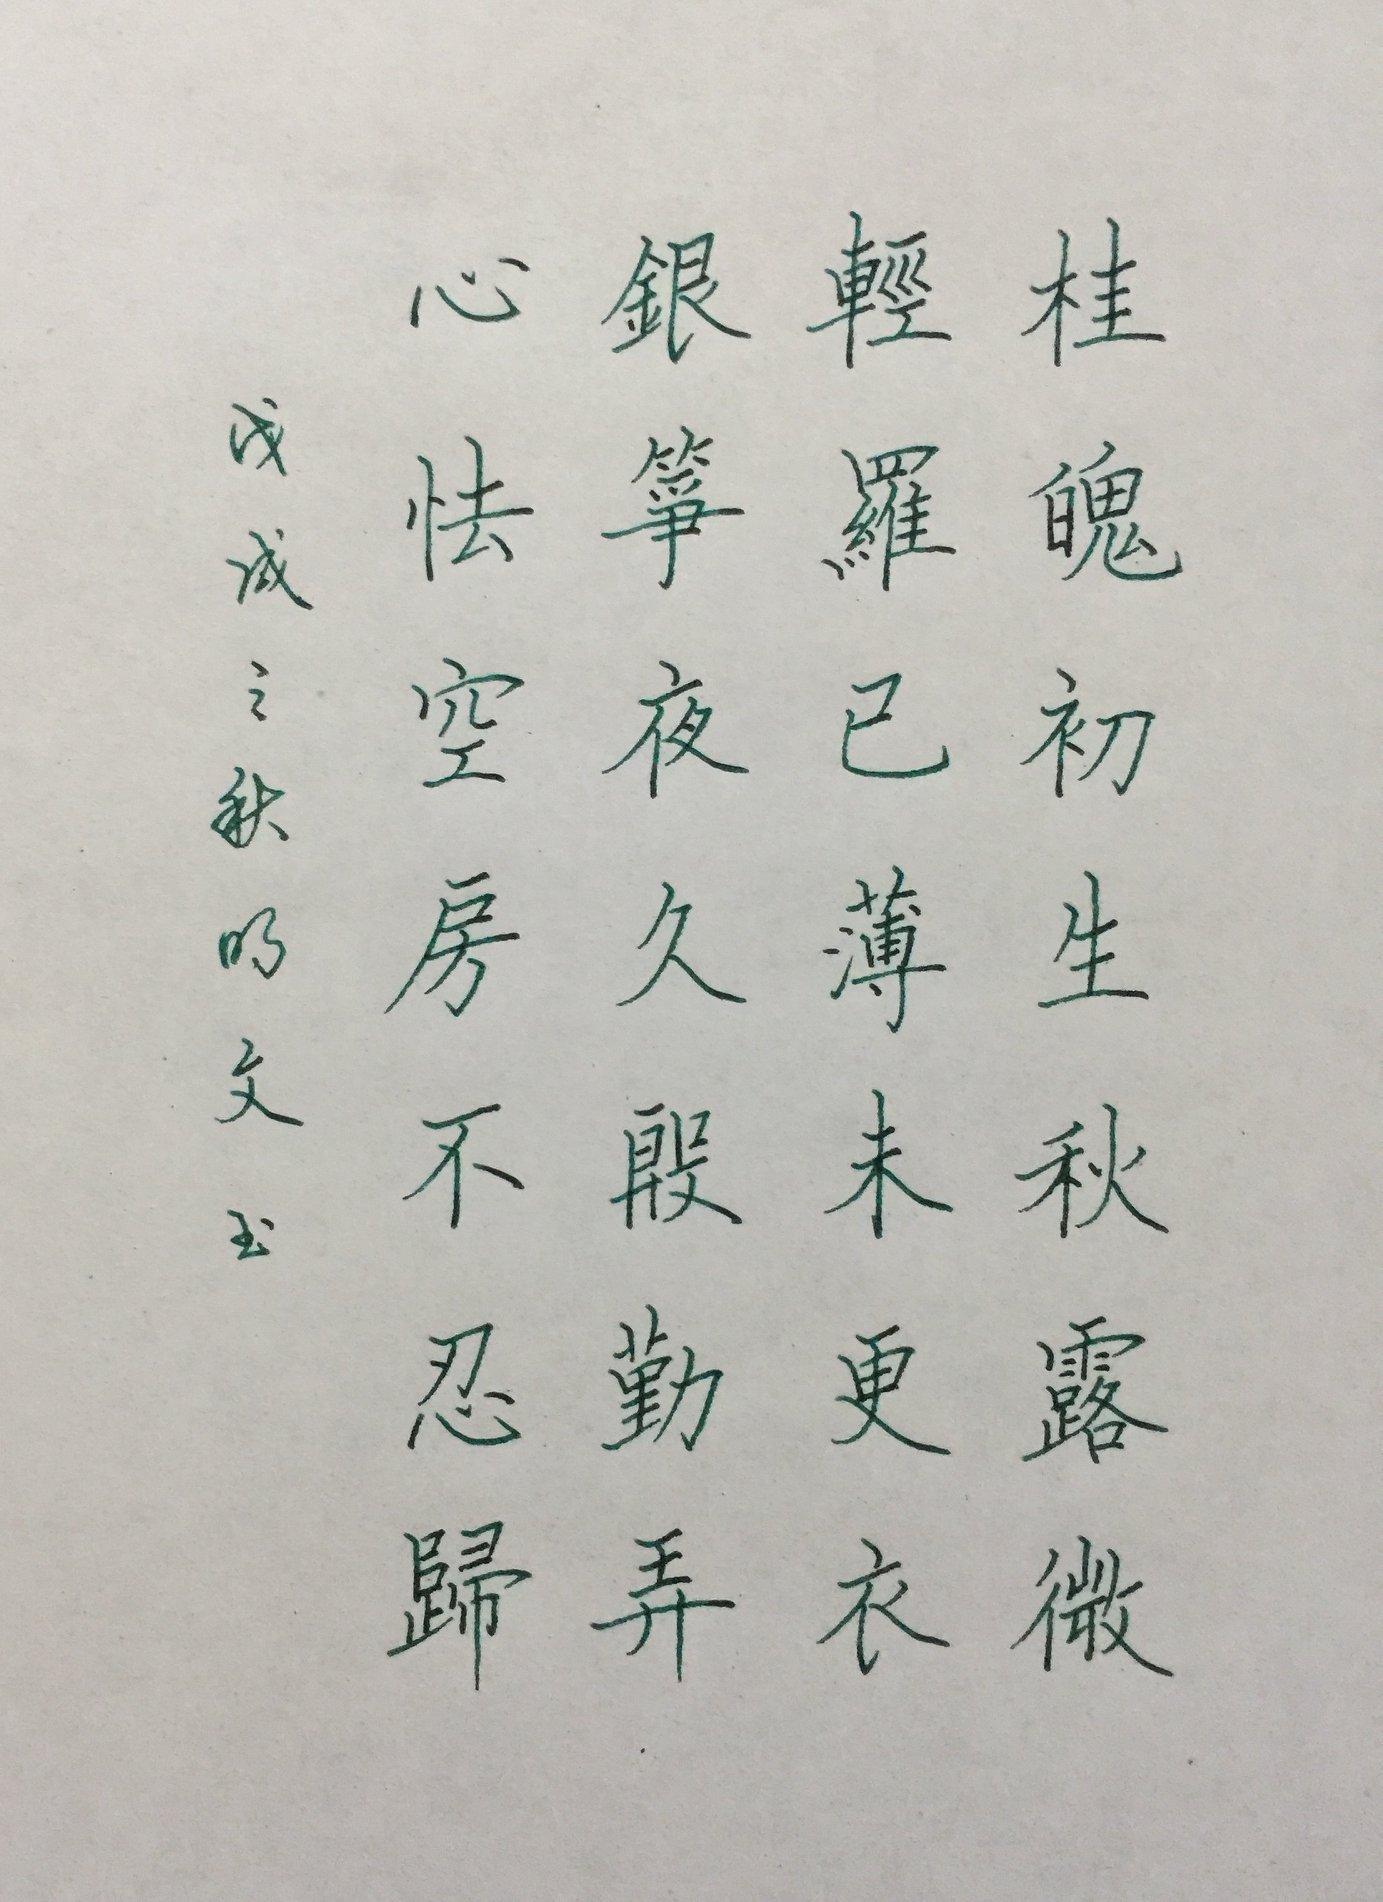 桂魄初生秋露微
輕羅已薄未更衣
銀箏夜久殷勤弄
心怯空房不忍歸
戊戌之秋明文书